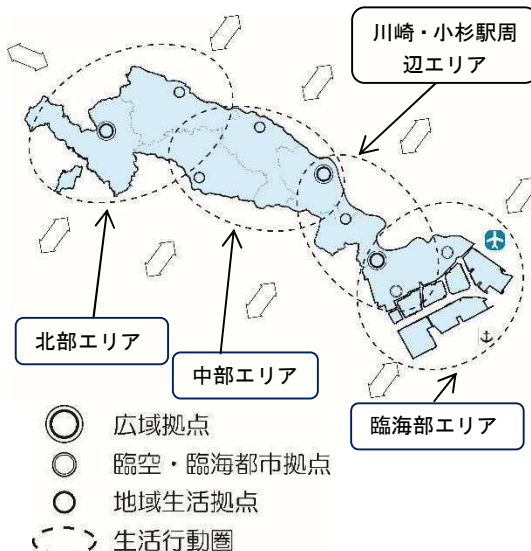 川崎・小杉駅周
辺エリア
北部エリア
中部エリア
臨海部エリア
広域拠点
臨空・臨海都市拠点
地域生活拠点
生活行動圏